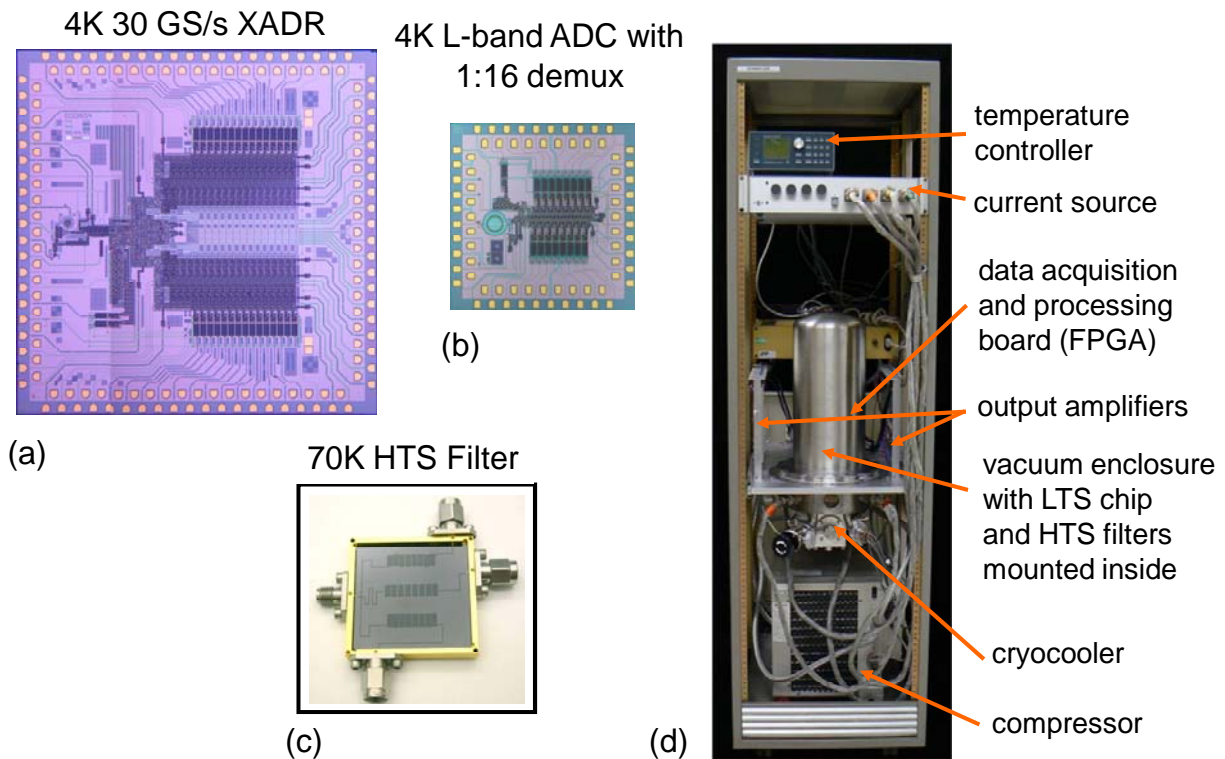 4K 30 GS/s XADR
4K L-band ADC with
1:16 demux
(a)
(b)
70K HTS Filter
(c)
temperature
controller
current source
data acquisition
and processing
board (FPGA)
output amplifiers
vacuum enclosure
with LTS chip
and HTS filters
mounted inside
cryocooler
compressor
(d)